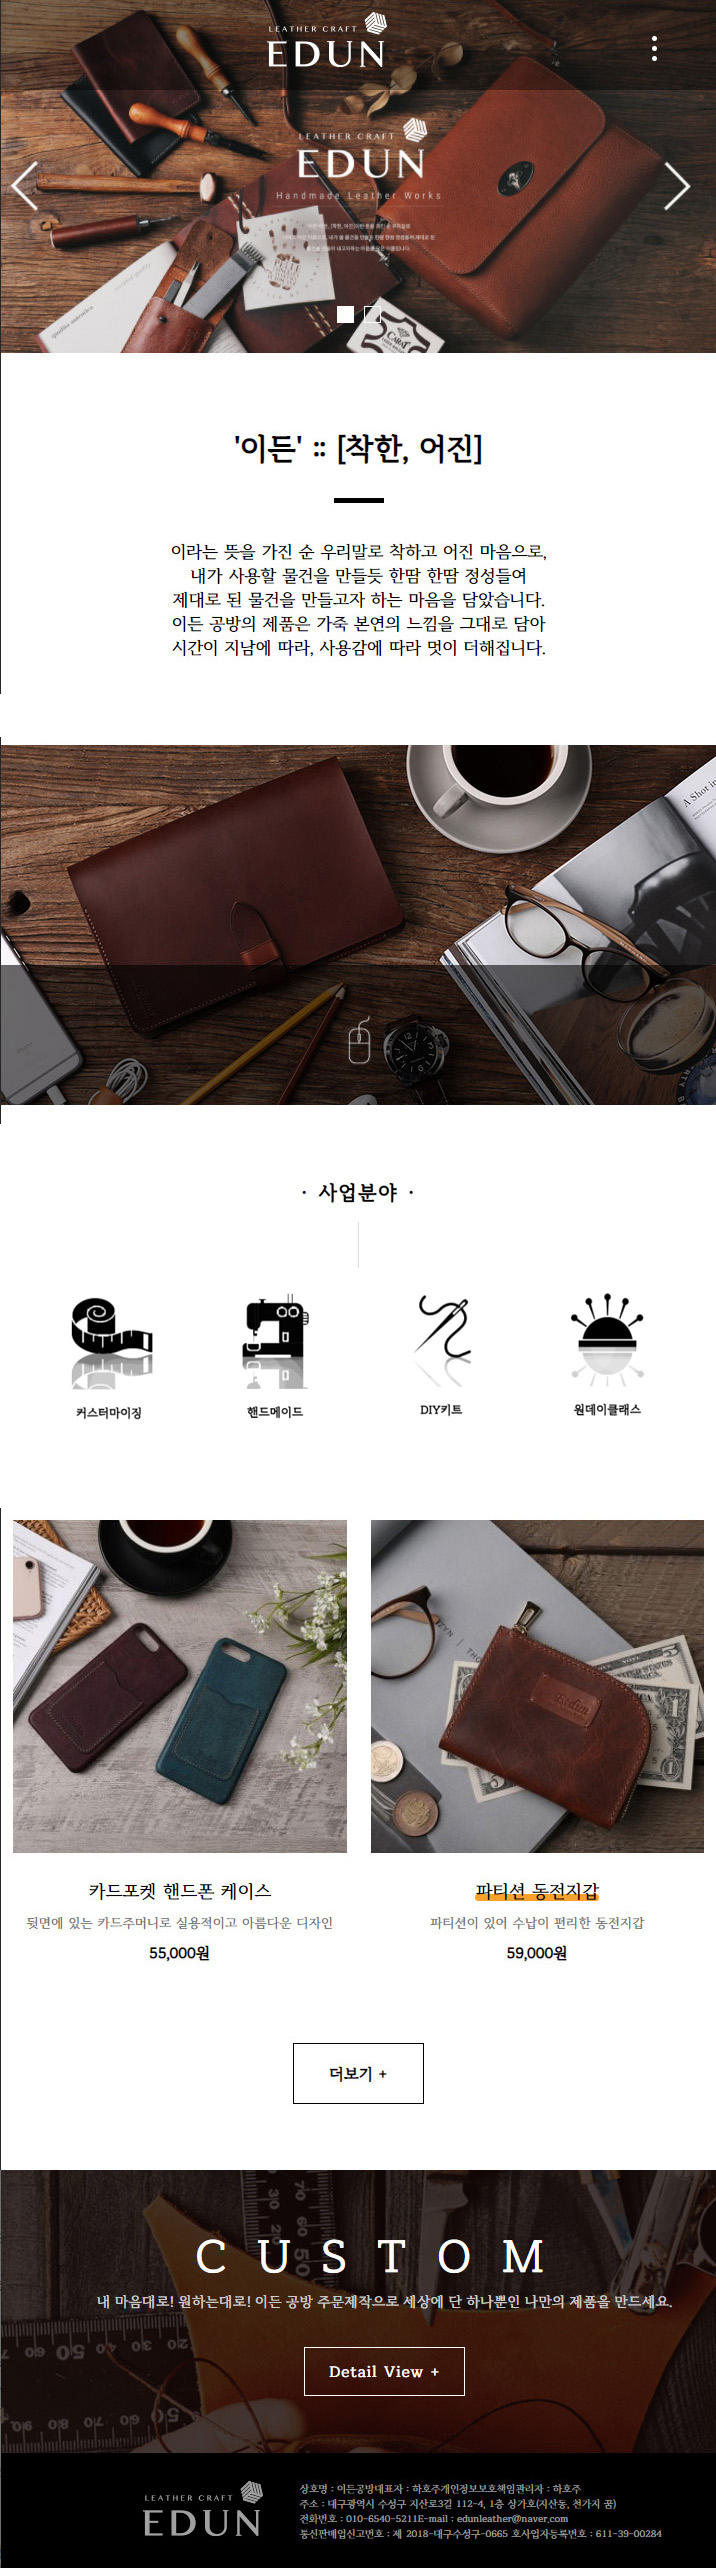 LEATHER CRAFT
EDUN
LEATHER CRAFT
EDUN
Handmade Leather Works
CARAT
'이든' :: [착한, 어진]
이라는 뜻을 가진 순 우리말로 착하고 어진 마음으로,
내가 사용할 물건을 만들듯 한땀 한땀 정성들여
제대로 된 물건을 만들고자 하는 마음을 담았습니다.
이든 공방의 제품은 가죽 본연의 느낌을 그대로 담아
시간이 지남에 따라, 사용감에 따라 멋이 더해집니다.
A Shot in
· 사업분야 ·
커스터마이징
핸드메이드
DIY키트
원데이클래스
카드포켓 핸드폰 케이스
뒷면에 있는 카드주머니로 실용적이고 아름다운 디자인
55,000원
파티션 동전지갑
파티션이 있어 수납이 편리한 동전지갑
59,000원
더보기 +
CUSTOM
내 마음대로! 원하는대로! 이든 공방 주문제작으로 세상에 단 하나뿐인 나만의 제품을 만드세요.
Detail View +
LEATHER CRAFT
EDUN
상호명 : 이든공방대표자 : 하호주개인정보보호책임관리자 : 하호주
주소 : 대구광역시 수성구 지산로3길 112-4, 1층 상가호(지산동, 천가지 꿈)
전화번호 : 010-6540-5211E-mail : edunleather@naver.com
통신판매업신고번호 : 제 2018-대구수성구-0665 호사업자등록번호 : 611-39-00284